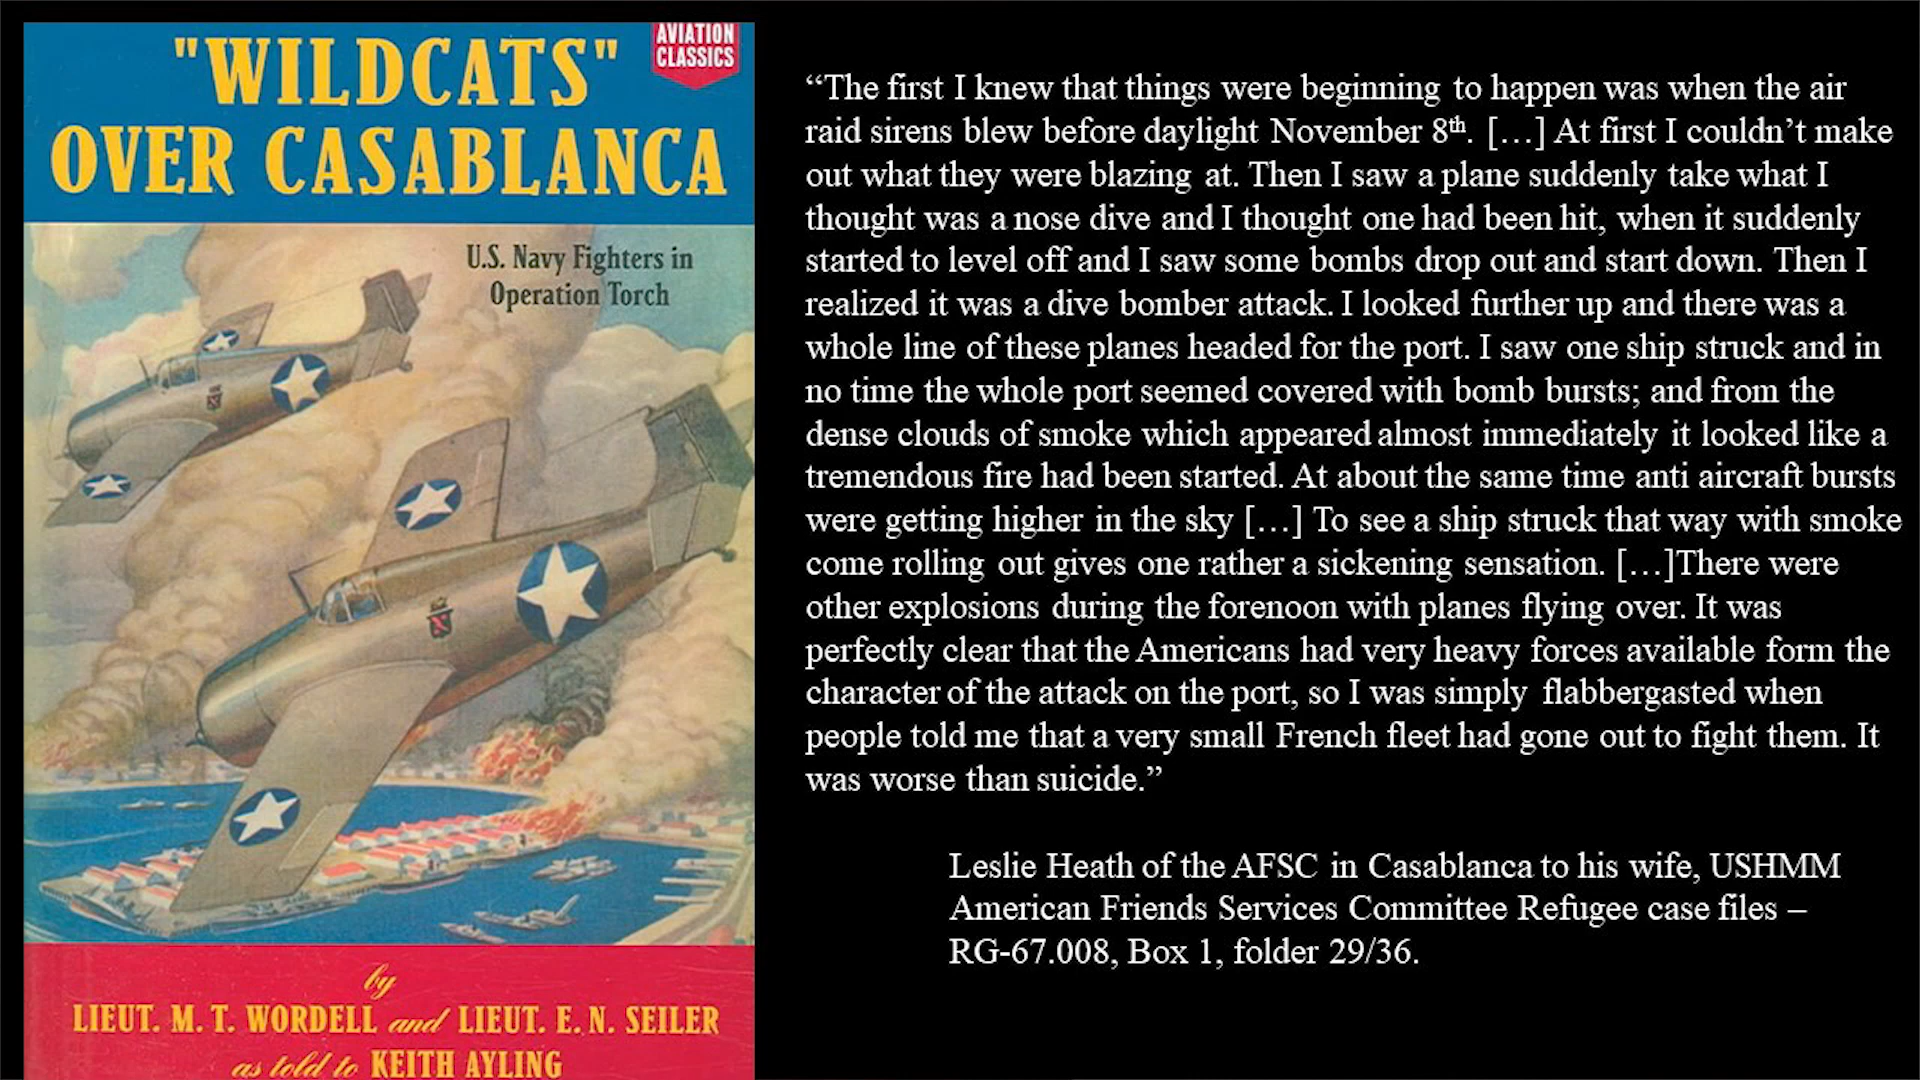 AVIATION
CLASSICS
"WILDCATS"
OVER CASABLANCA
U.S. Navy Fighters in
Operation Torch
by
LIEUT. M. T. WORDELL and LIEUT. E. N. SEILER
as told to KEITH AYLING
“The first I knew that things were beginning to happen was when the air
raid sirens blew before daylight November 8th. […] At first I couldn’t make
out what they were blazing at. Then I saw a plane suddenly take what I
thought was a nose dive and I thought one had been hit, when it suddenly
started to level off and I saw some bombs drop out and start down. Then I
realized it was a dive bomber attack. I looked further up and there was a
whole line of these planes headed for the port. I saw one ship struck and in
no time the whole port seemed covered with bomb bursts; and from the
dense clouds of smoke which appeared almost immediately it looked like a
tremendous fire had been started. At about the same time anti aircraft bursts
were getting higher in the sky […] To see a ship struck that way with smoke
come rolling out gives one rather a sickening sensation. […]There were
other explosions during the forenoon with planes flying over. It was
perfectly clear that the Americans had very heavy forces available form the
character of the attack on the port, so I was simply flabbergasted when
people told me that a very small French fleet had gone out to fight them. It
was worse than suicide.”
Leslie Heath of the AFSC in Casablanca to his wife, USHMM
American Friends Services Committee Refugee case files –
RG-67.008, Box 1, folder 29/36.